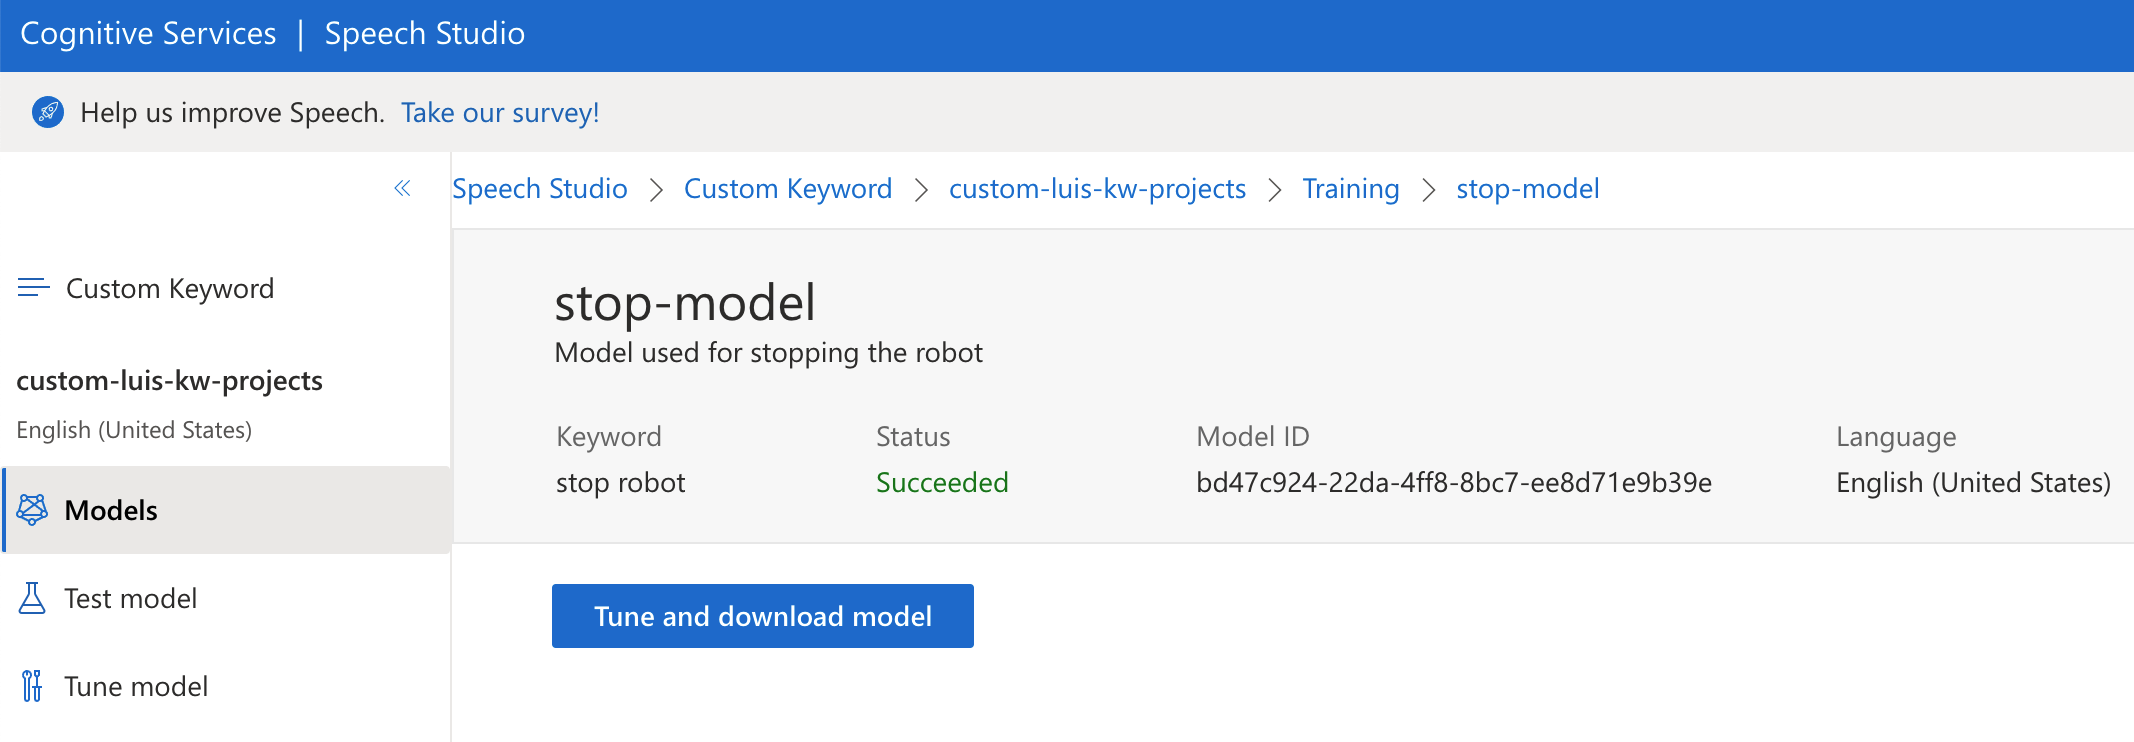 Cognitive Services | Speech Studio
Help us improve Speech. Take our survey!
Speech Studio > Custom Keyword > custom-luis-kw-projects > Training > stop-model
Custom Keyword
custom-luis-kw-projects
English (United States)
Models
Test model
Tune model
stop-model
Model used for stopping the robot
Keyword Status Model ID Language
stop robot Succeeded bd47c924-22da-4ff8-8bc7-ee8d71e9b39e English (United States)
Tune and download model